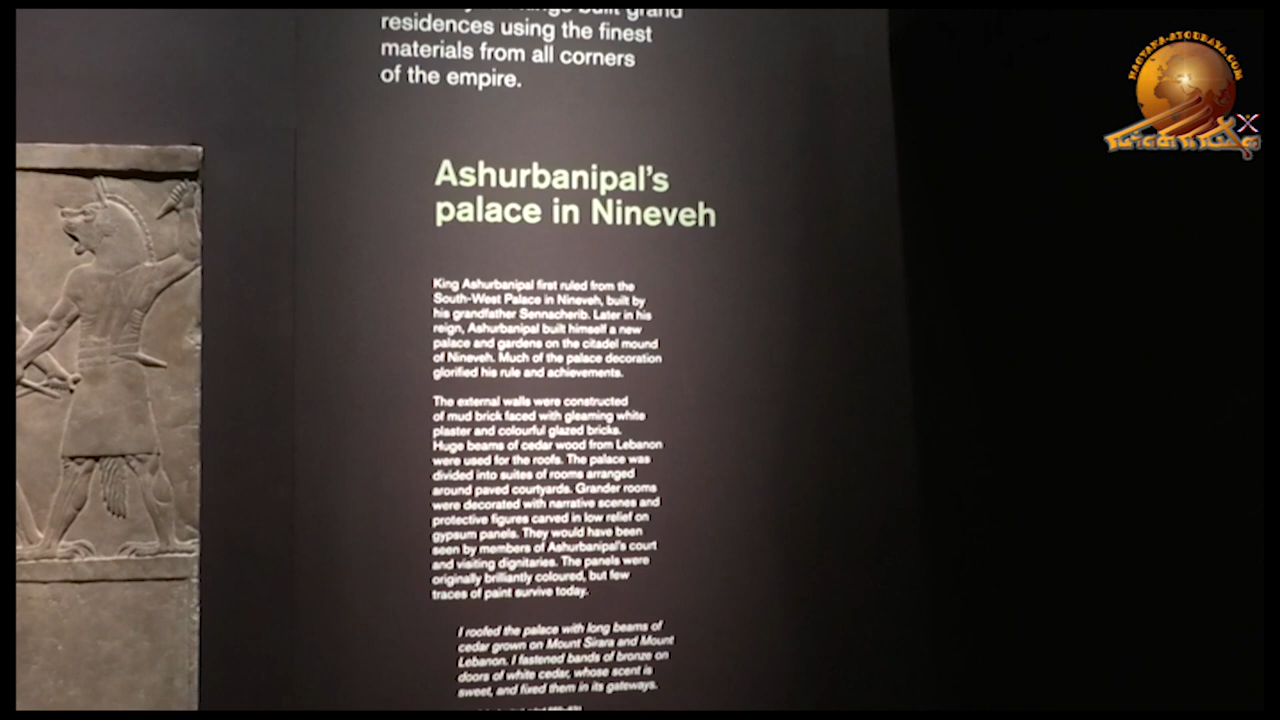 grand
residences using the finest
materials from all corners
of the empire.
Ashurbanipal's
palace in Nineveh
King Ashurbanipal first ruled from the
South-West Palace in Nineveh, built by
his grandfather Sennacherib. Later in his
reign, Ashurbanipal built himself a new
palace and gardens on the citadel mound
of Nineveh. Much of the palace decoration
glorified his rule and achievements.
The external walls were constructed
of mud brick faced with gleaming white
plaster and colourful glazed bricks.
Huge beams of cedar wood from Lebanon
were used for the roofs. The palace was
divided into suites of rooms arranged
around paved courtyards. Grander rooms
were decorated with narrative scenes and
protective figures carved in low relief on
gypsum panels. They would have been
seen by members of Ashurbanipal's court
and visiting dignitaries. The panels were
originally brilliantly coloured, but few
traces of paint survive today.
I roofed the palace with long beams of
cedar grown on Mount Sirara and Mount
Lebanon. I fastened bands of bronze on
doors of white cedar, whose scent is
sweet, and fixed them in its gateways.